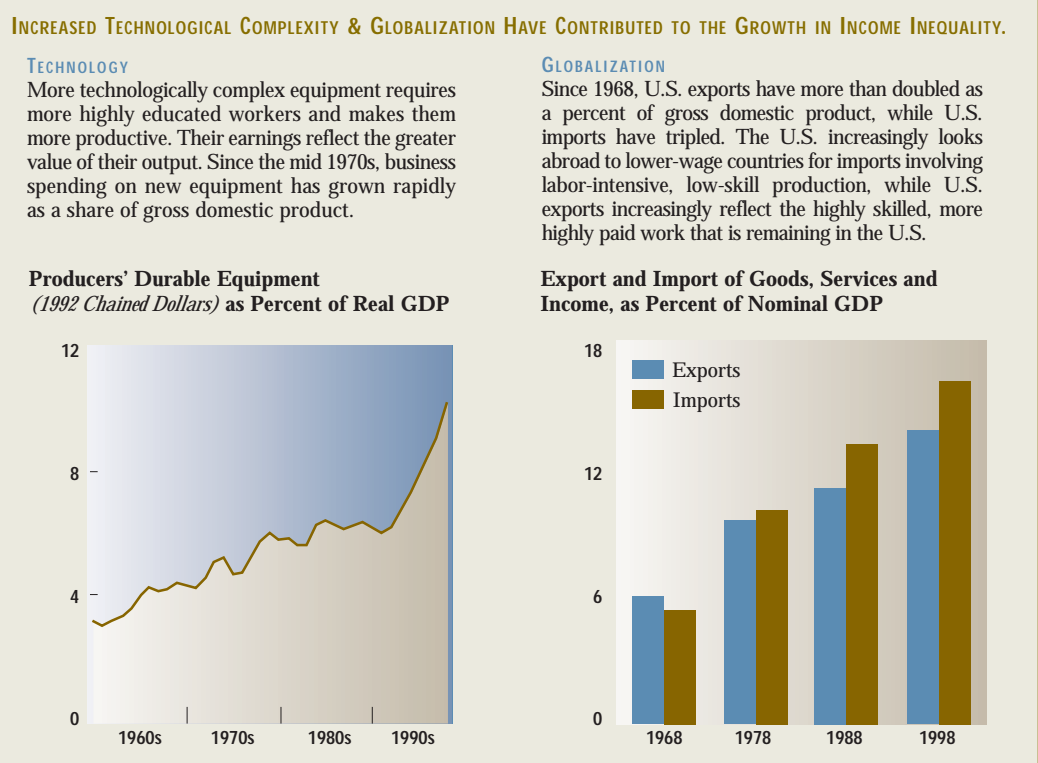 INCREASED TECHNOLOGICAL COMPLEXITY & GLOBALIZATION HAVE CONTRIBUTED TO THE GROWTH IN INCOME INEQUALITY.
TECHNOLOGY
More technologically complex equipment requires
more highly educated workers and makes them
more productive. Their earnings reflect the greater
value of their output. Since the mid 1970s, business
spending on new equipment has grown rapidly
as a share of gross domestic product.
Producers' Durable Equipment
(1992 Chained Dollars) as Percent of Real GDP
12
8
4
0
1960s 1970s 1980s 1990s
GLOBALIZATION
Since 1968, U.S. exports have more than doubled as
a percent of gross domestic product, while U.S.
imports have tripled. The U.S. increasingly looks
abroad to lower-wage countries for imports involving
labor-intensive, low-skill production, while U.S.
exports increasingly reflect the highly skilled, more
highly paid work that is remaining in the U.S.
Export and Import of Goods, Services and
Income, as Percent of Nominal GDP
18
12
6
0
Exports
Imports
1968 1978 1988 1998